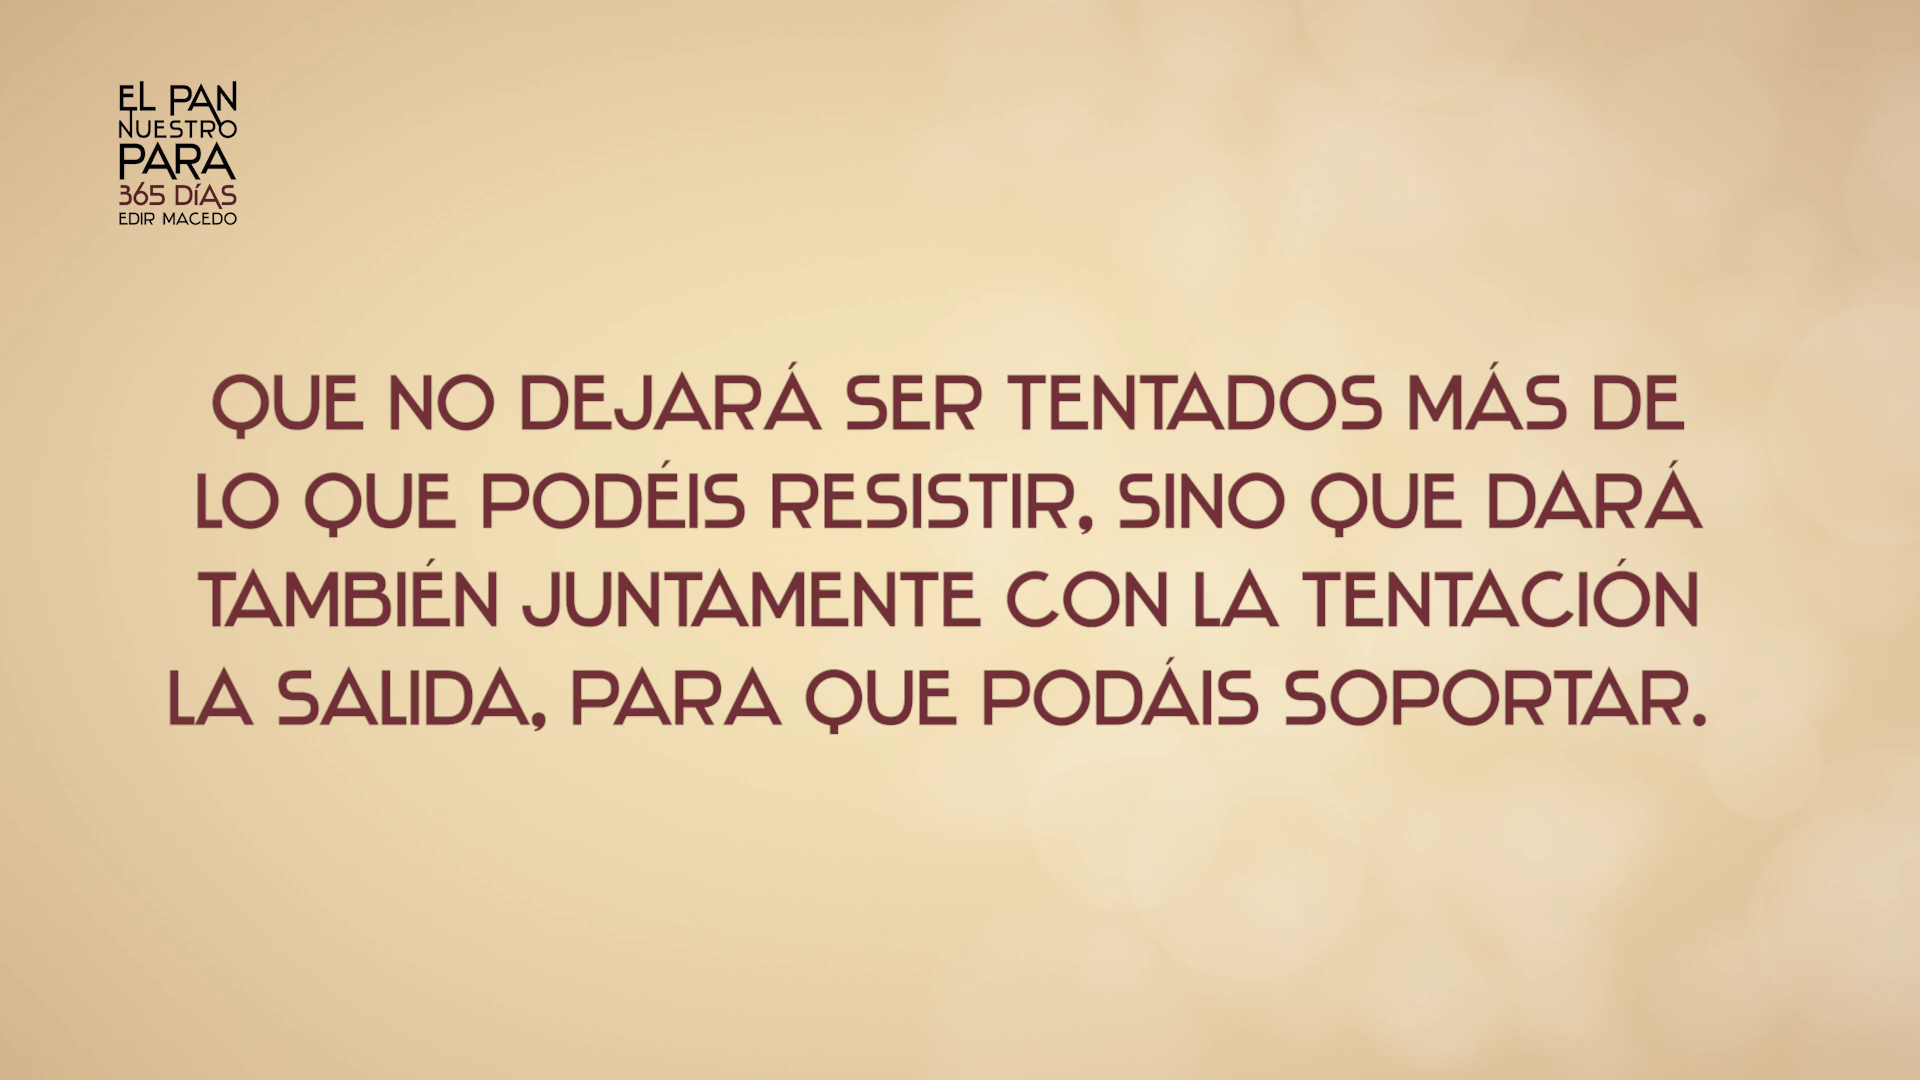 EL PAN
NUESTRO
PARA
365 DÍAS
EDIR MACEDO
QUE NO DEJARÁ SER TENTADOS MÁS DE
LO QUE PODÉIS RESISTIR, SINO QUE DARÁ
TAMBIÉN JUNTAMENTE CON LA TENTACIÓN
LA SALIDA, PARA QUE PODÁIS SOPORTAR.